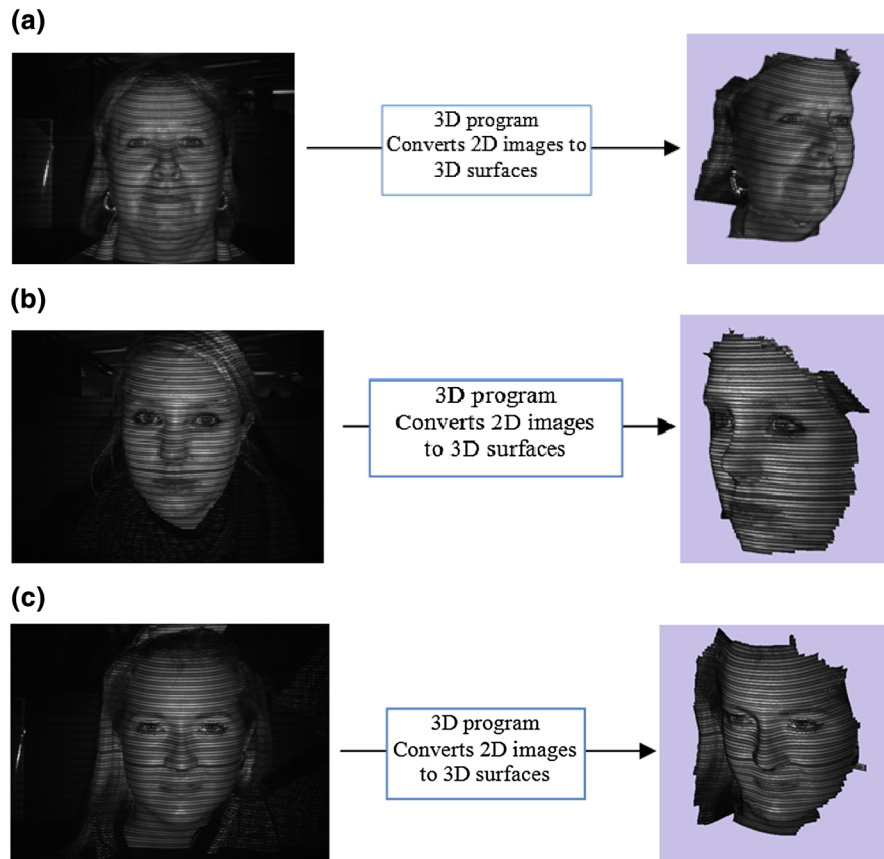 (a)
3D program
Converts 2D images to
3D surfaces
(b)
3D program
Converts 2D images
to 3D surfaces
(c)
3D program
Converts 2D images
to 3D surfaces